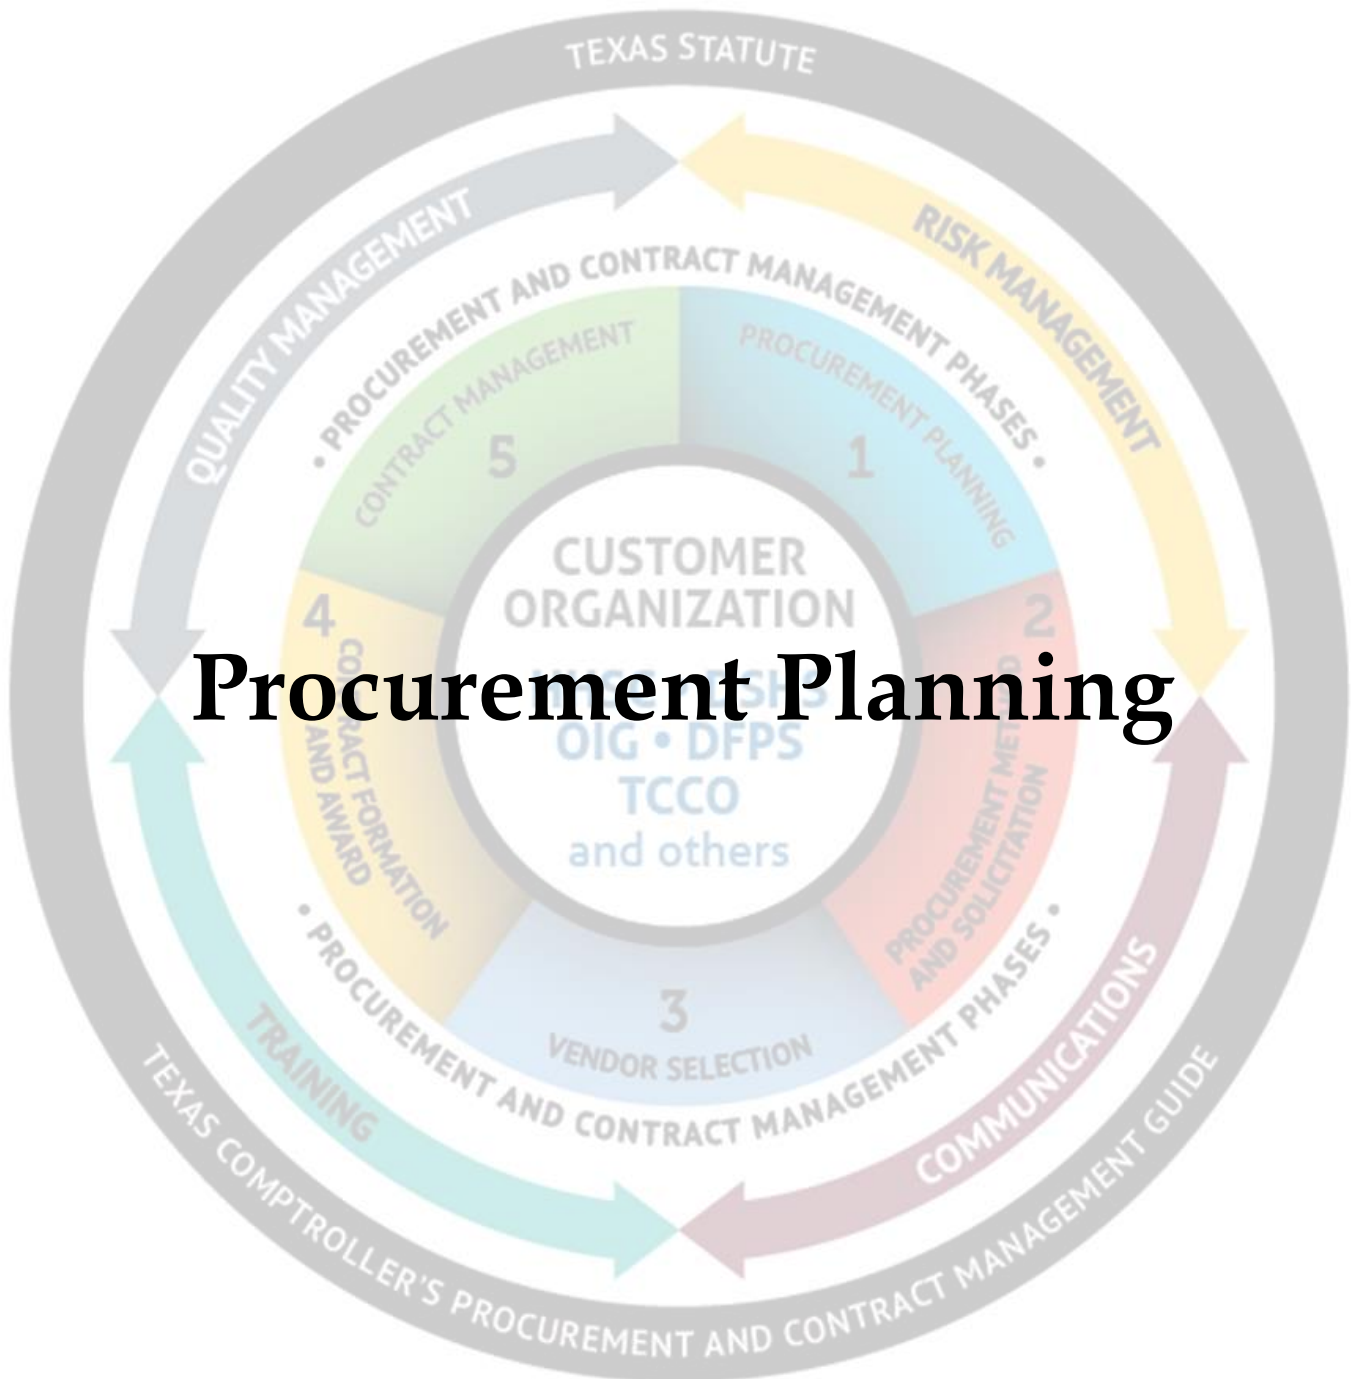 TEXAS STATUTE
QUALITY MANAGEMENT
RISK MANAGEMENT
• PROCUREMENT AND CONTRACT MANAGEMENT PHASES •
CONTRACT MANAGEMENT
5
PROCUREMENT PLANNING
1
CUSTOMER
ORGANIZATION
4
CONTRACT FORMATION
AND AWARD
2
PROCUREMENT METHOD
AND SOLICITATION
Procurement Planning
OIG • DFPS
TCCO
and others
3
VENDOR SELECTION
• PROCUREMENT AND CONTRACT MANAGEMENT PHASES •
TRAINING
COMMUNICATIONS
TEXAS COMPTROLLER'S PROCUREMENT AND CONTRACT MANAGEMENT GUIDE